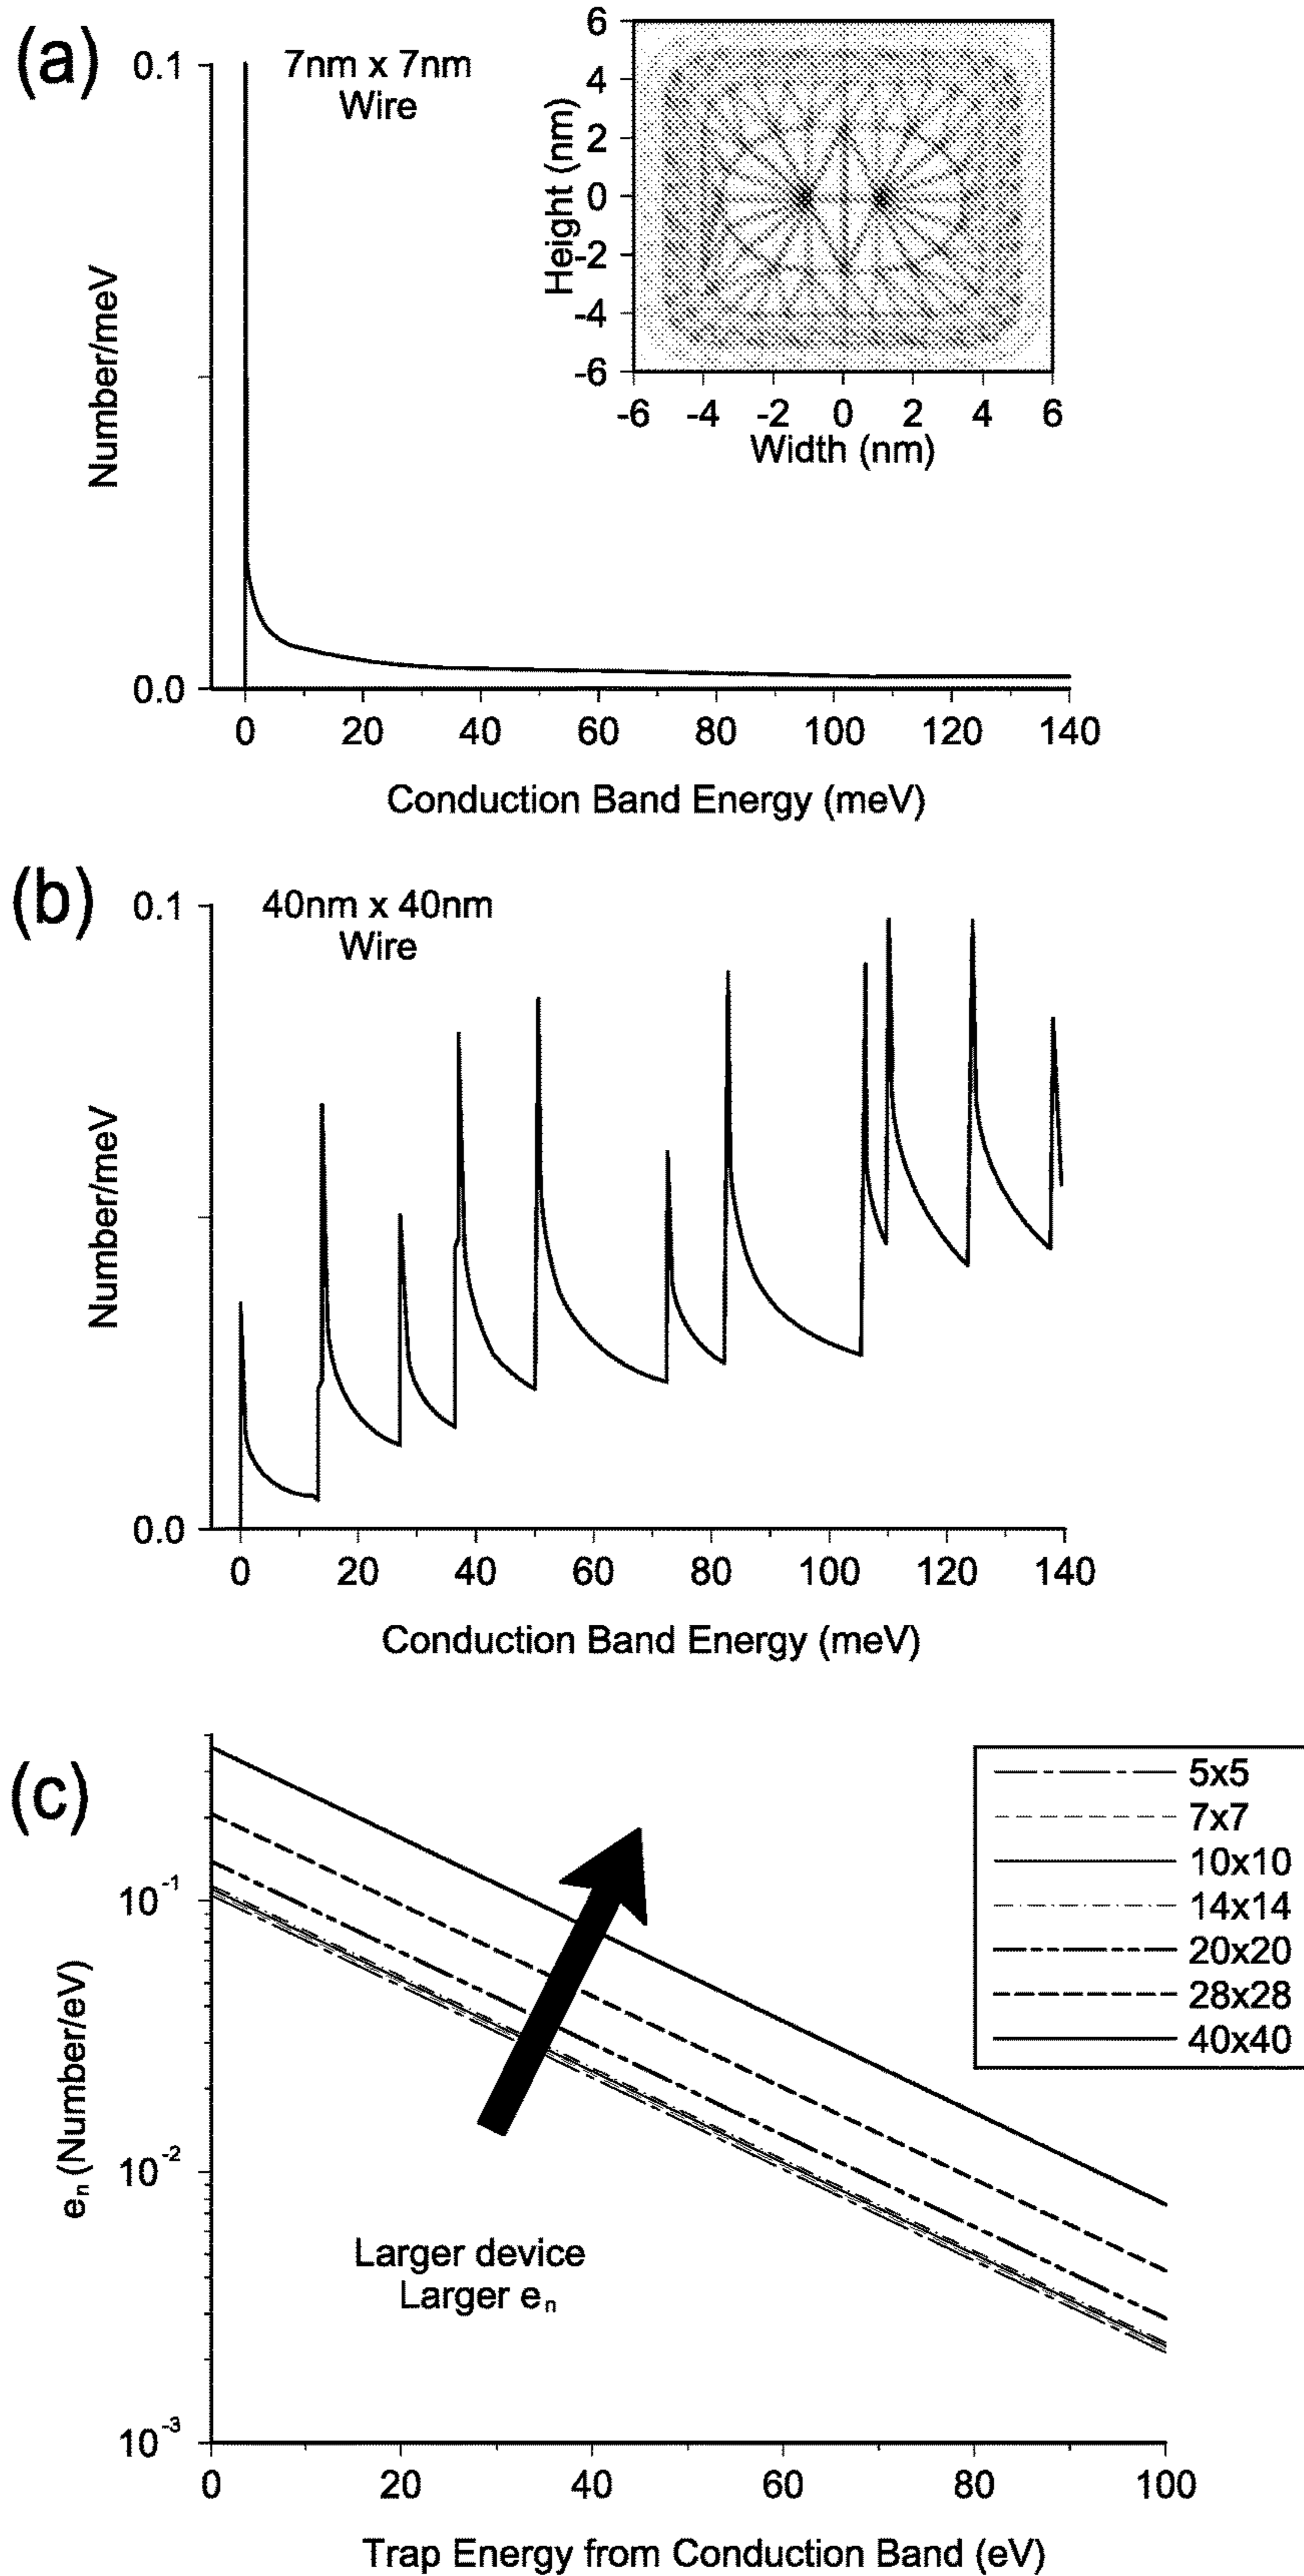 (a)
7nm x 7nm
Wire
0.1
0.0
Number/meV
0 20 40 60 80 100 120 140
Conduction Band Energy (meV)
6
4
2
0
-2
-4
-6
Height (nm)
-6 -4 -2 0 2 4 6
Width (nm)
(b)
40nm x 40nm
Wire
0.1
0.0
Number/meV
0 20 40 60 80 100 120 140
Conduction Band Energy (meV)
(c)
10⁻¹
10⁻²
10⁻³
eₙ (Number/eV)
5x5
7x7
10x10
14x14
20x20
28x28
40x40
Larger device
Larger eₙ
0 20 40 60 80 100
Trap Energy from Conduction Band (eV)